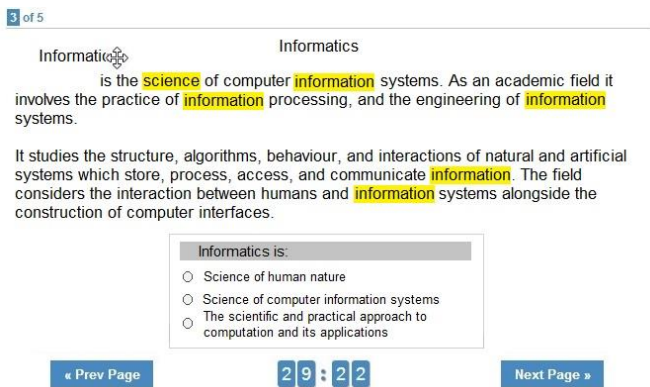 3 of 5
Informatics
Informatic
is the science of computer information systems. As an academic field it
involves the practice of information processing, and the engineering of information
systems.
It studies the structure, algorithms, behaviour, and interactions of natural and artificial
systems which store, process, access, and communicate information. The field
considers the interaction between humans and information systems alongside the
construction of computer interfaces.
Informatics is:
Science of human nature
Science of computer information systems
The scientific and practical approach to
computation and its applications
« Prev Page
29:22
Next Page »